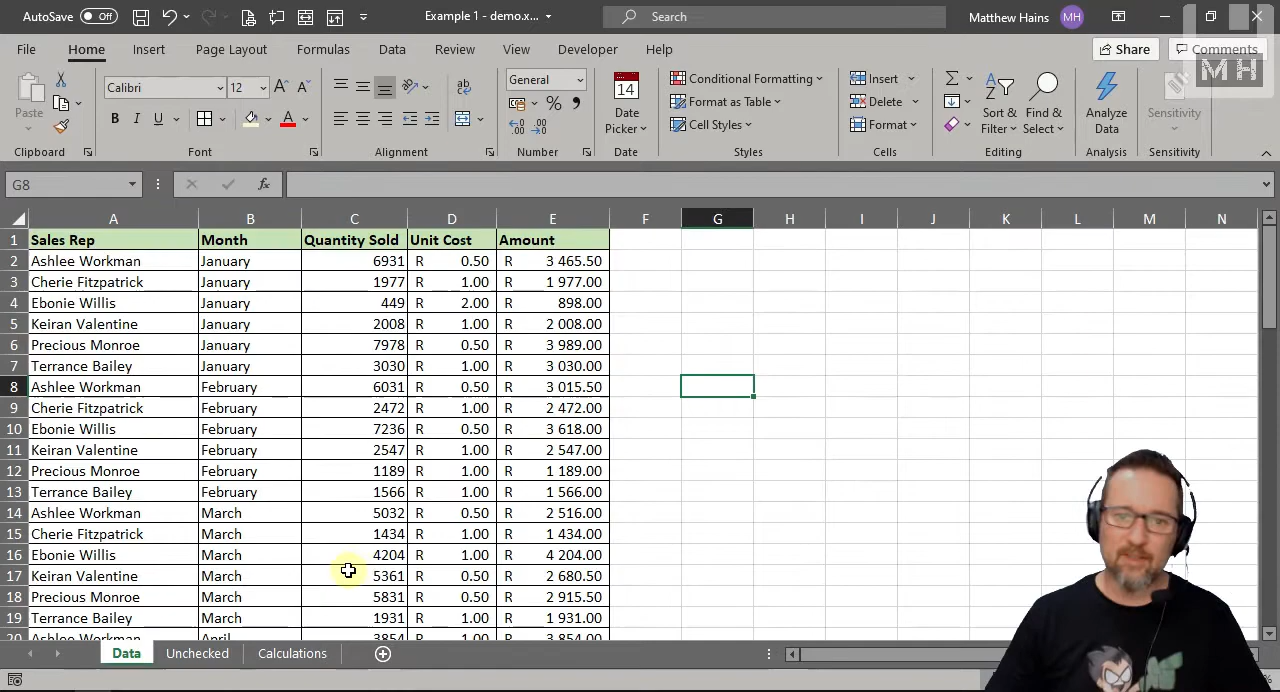 AutoSave Off Example 1 - demo.x... Search Matthew Hains MH
File Home Insert Page Layout Formulas Data Review View Developer Help Share Comments
MH
Paste Calibri 12 General 14 Conditional Formatting Insert
B I U % Date Picker Format as Table Delete Sort & Filter Find & Select Analyze Data Sensitivity
Cell Styles Format
Clipboard Font Alignment Number Date Styles Cells Editing Analysis Sensitivity
G8 fx
A B C D E F G H I J K L M N
1 Sales Rep Month Quantity Sold Unit Cost Amount
2 Ashlee Workman January 6931 R 0.50 R 3 465.50
3 Cherie Fitzpatrick January 1977 R 1.00 R 1 977.00
4 Ebonie Willis January 449 R 2.00 R 898.00
5 Keiran Valentine January 2008 R 1.00 R 2 008.00
6 Precious Monroe January 7978 R 0.50 R 3 989.00
7 Terrance Bailey January 3030 R 1.00 R 3 030.00
8 Ashlee Workman February 6031 R 0.50 R 3 015.50
9 Cherie Fitzpatrick February 2472 R 1.00 R 2 472.00
10 Ebonie Willis February 7236 R 0.50 R 3 618.00
11 Keiran Valentine February 2547 R 1.00 R 2 547.00
12 Precious Monroe February 1189 R 1.00 R 1 189.00
13 Terrance Bailey February 1566 R 1.00 R 1 566.00
14 Ashlee Workman March 5032 R 0.50 R 2 516.00
15 Cherie Fitzpatrick March 1434 R 1.00 R 1 434.00
16 Ebonie Willis March 4204 R 1.00 R 4 204.00
17 Keiran Valentine March 5361 R 0.50 R 2 680.50
18 Precious Monroe March 5831 R 0.50 R 2 915.50
19 Terrance Bailey March 1931 R 1.00 R 1 931.00
20 Ashlee Workman April 3854 R 1.00 R 3 854.00
Data Unchecked Calculations